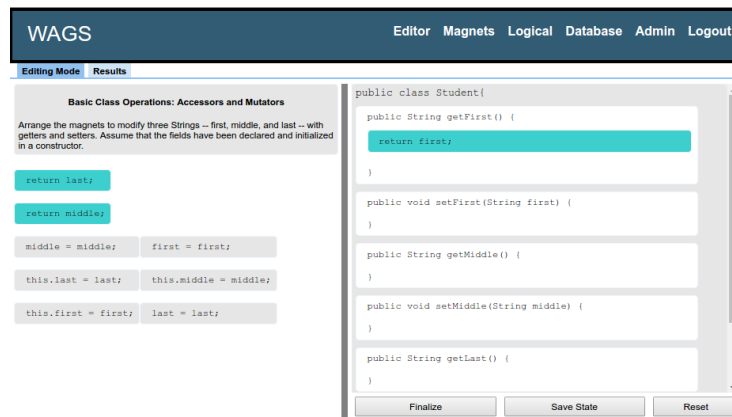 WAGS
Editor Magnets Logical Database Admin Logout
Editing Mode Results
Basic Class Operations: Accessors and Mutators
Arrange the magnets to modify three Strings -- first, middle, and last -- with
getters and setters. Assume that the fields have been declared and initialized
in a constructor.
return last;
return middle;
middle = middle; first = first;
this.last = last; this.middle = middle;
this.first = first; last = last;
public class Student{
public String getFirst() {
return first;
}
public void setFirst(String first) {
}
public String getMiddle() {
}
public void setMiddle(String middle) {
}
public String getLast() {
}
Finalize Save State Reset